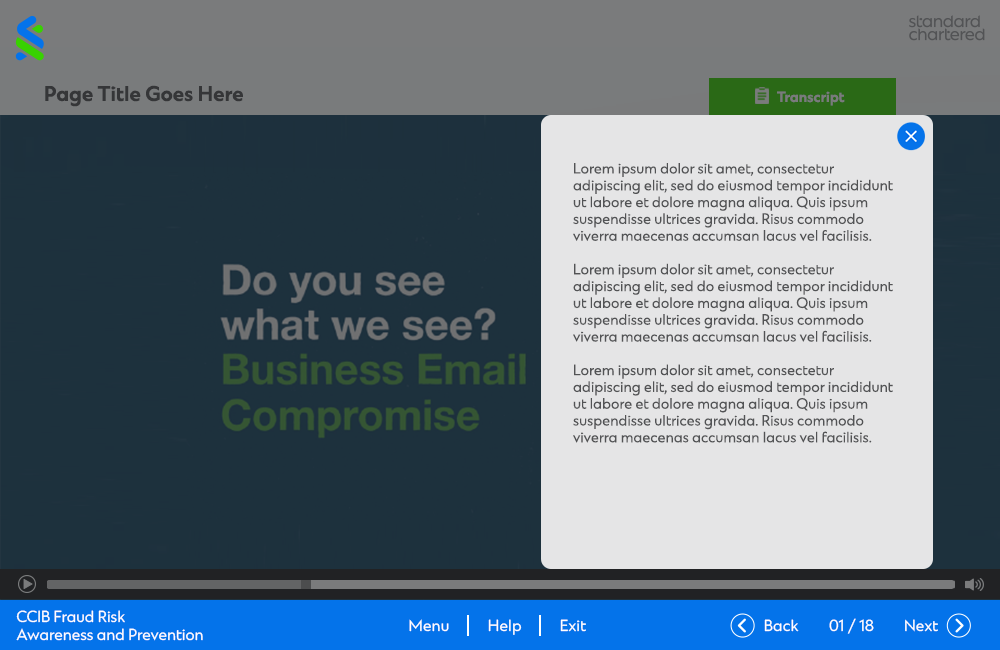 standard
chartered
Page Title Goes Here
Transcript
Do you see
what we see?
Business Email
Compromise
Lorem ipsum dolor sit amet, consectetur
adipiscing elit, sed do eiusmod tempor incididunt
ut labore et dolore magna aliqua. Quis ipsum
suspendisse ultrices gravida. Risus commodo
viverra maecenas accumsan lacus vel facilisis.
Lorem ipsum dolor sit amet, consectetur
adipiscing elit, sed do eiusmod tempor incididunt
ut labore et dolore magna aliqua. Quis ipsum
suspendisse ultrices gravida. Risus commodo
viverra maecenas accumsan lacus vel facilisis.
Lorem ipsum dolor sit amet, consectetur
adipiscing elit, sed do eiusmod tempor incididunt
ut labore et dolore magna aliqua. Quis ipsum
suspendisse ultrices gravida. Risus commodo
viverra maecenas accumsan lacus vel facilisis.
CCIB Fraud Risk
Awareness and Prevention
Menu | Help | Exit
Back 01 / 18 Next